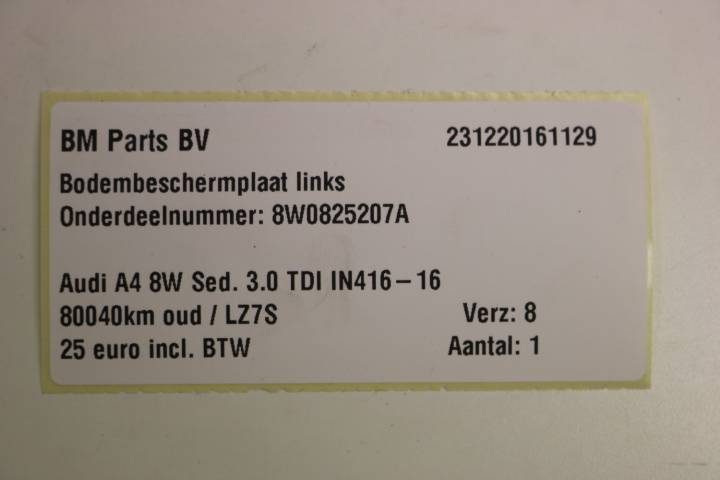 BM Parts BV 231220161129
Bodembeschermplaat links
Onderdeelnummer: 8W0825207A
Audi A4 8W Sed. 3.0 TDI IN416-16
80040km oud / LZ7S Verz: 8
25 euro incl. BTW Aantal: 1